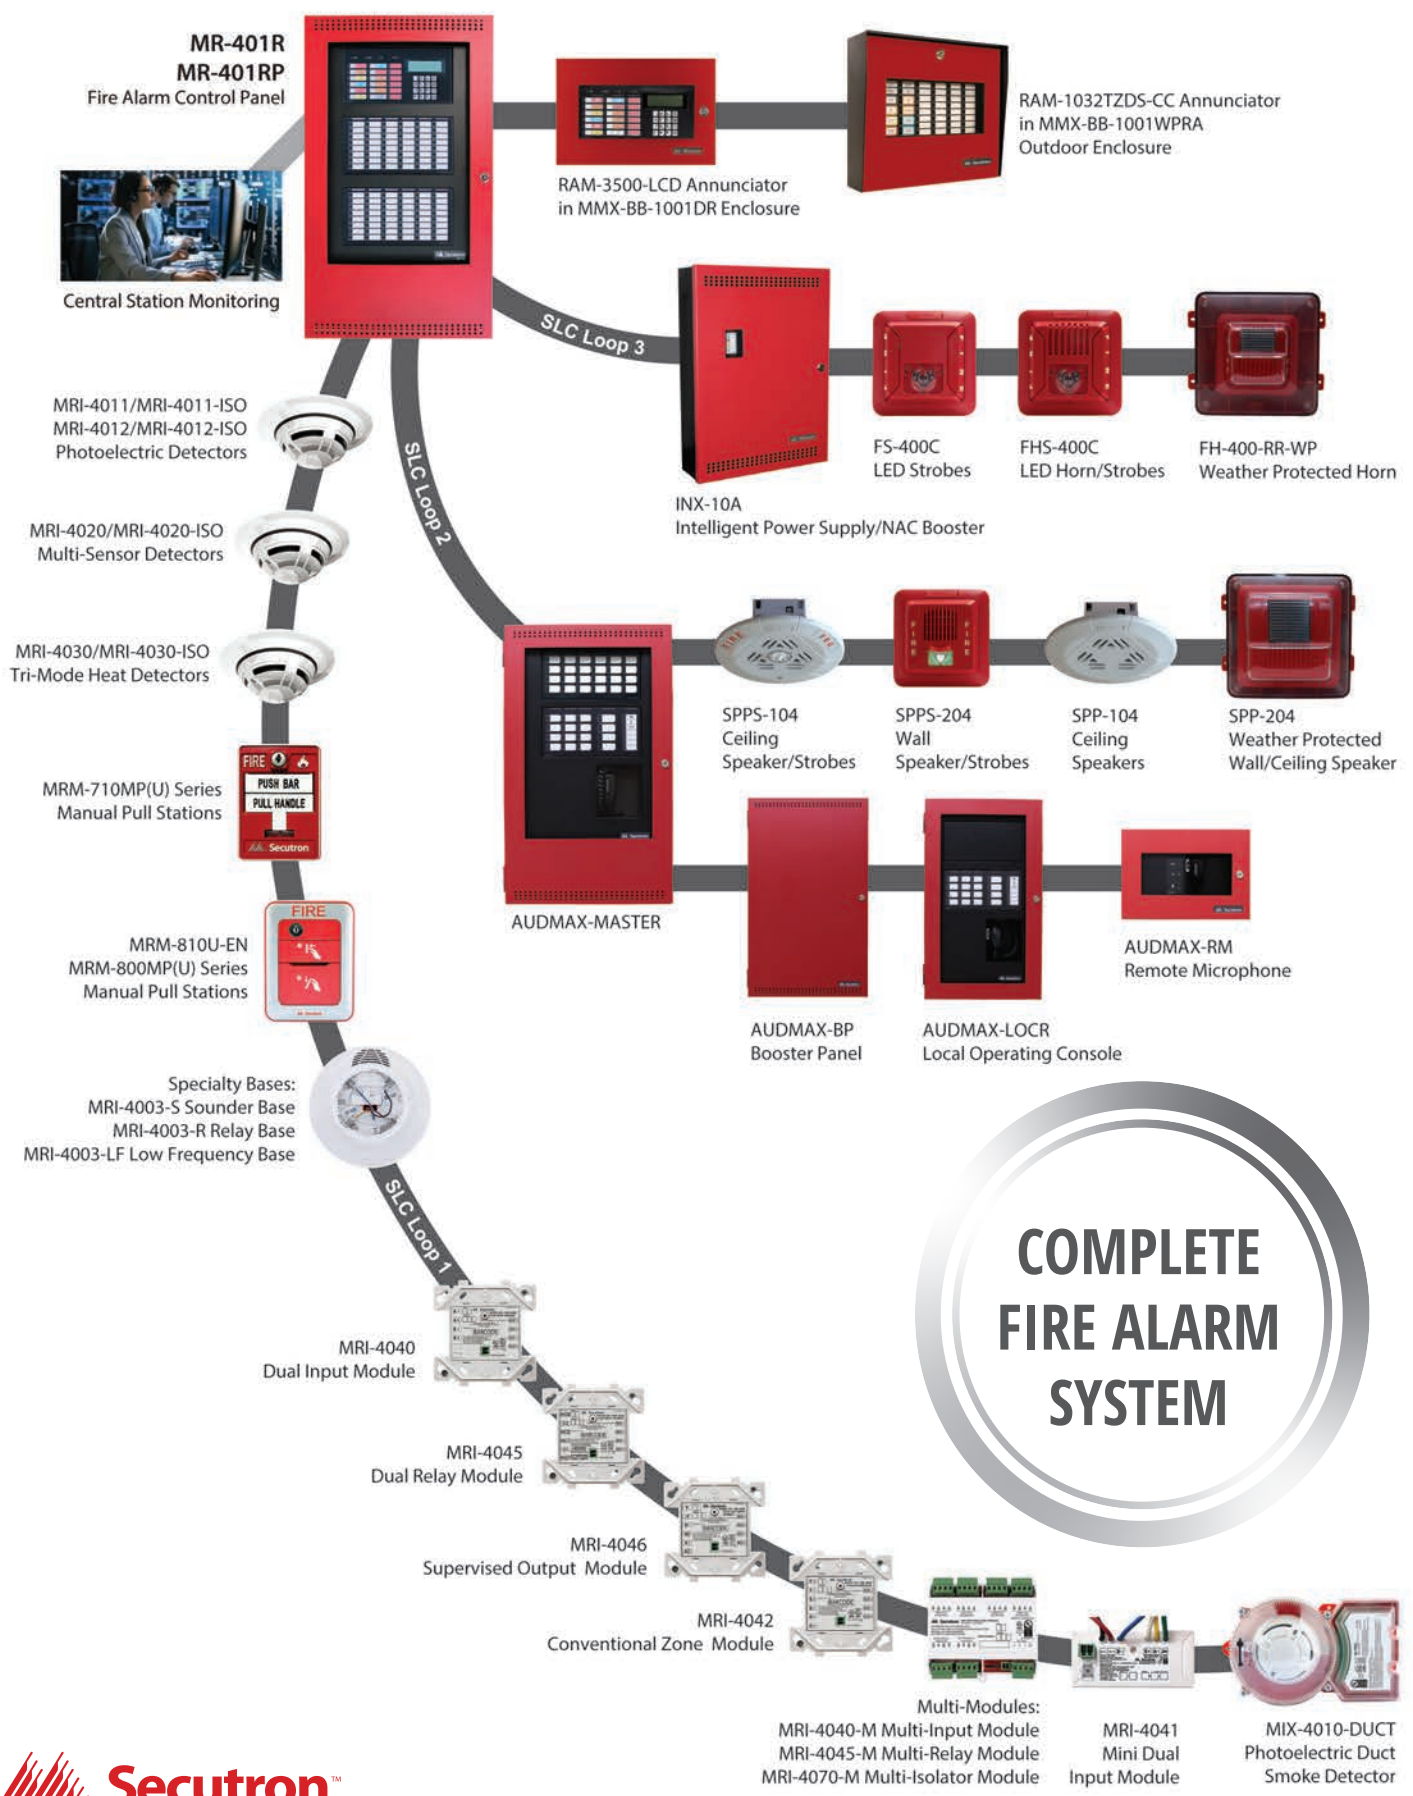 MR-401R
MR-401RP
Fire Alarm Control Panel
Central Station Monitoring
RAM-3500-LCD Annunciator
in MMX-BB-1001DR Enclosure
RAM-1032TZDS-CC Annunciator
in MMX-BB-1001WPRA
Outdoor Enclosure
SLC Loop 3
INX-10A
Intelligent Power Supply/NAC Booster
FS-400C
LED Strobes
FHS-400C
LED Horn/Strobes
FH-400-RR-WP
Weather Protected Horn
SLC Loop 2
AUDMAX-MASTER
FIRE
FIRE
SPPS-104
Ceiling
Speaker/Strobes
FIRE
FIRE
SPPS-204
Wall
Speaker/Strobes
SPP-104
Ceiling
Speakers
SPP-204
Weather Protected
Wall/Ceiling Speaker
AUDMAX-BP
Booster Panel
AUDMAX-LOCR
Local Operating Console
AUDMAX-RM
Remote Microphone
MRI-4011/MRI-4011-ISO
MRI-4012/MRI-4012-ISO
Photoelectric Detectors
MRI-4020/MRI-4020-ISO
Multi-Sensor Detectors
MRI-4030/MRI-4030-ISO
Tri-Mode Heat Detectors
FIRE
PUSH BAR
PULL HANDLE
Secutron
MRM-710MP(U) Series
Manual Pull Stations
FIRE
MRM-810U-EN
MRM-800MP(U) Series
Manual Pull Stations
Specialty Bases:
MRI-4003-S Sounder Base
MRI-4003-R Relay Base
MRI-4003-LF Low Frequency Base
SLC Loop 1
MRI-4040
Dual Input Module
MRI-4045
Dual Relay Module
MRI-4046
Supervised Output Module
MRI-4042
Conventional Zone Module
Multi-Modules:
MRI-4040-M Multi-Input Module
MRI-4045-M Multi-Relay Module
MRI-4070-M Multi-Isolator Module
MRI-4041
Mini Dual
Input Module
MIX-4010-DUCT
Photoelectric Duct
Smoke Detector
COMPLETE
FIRE ALARM
SYSTEM
Secutron™